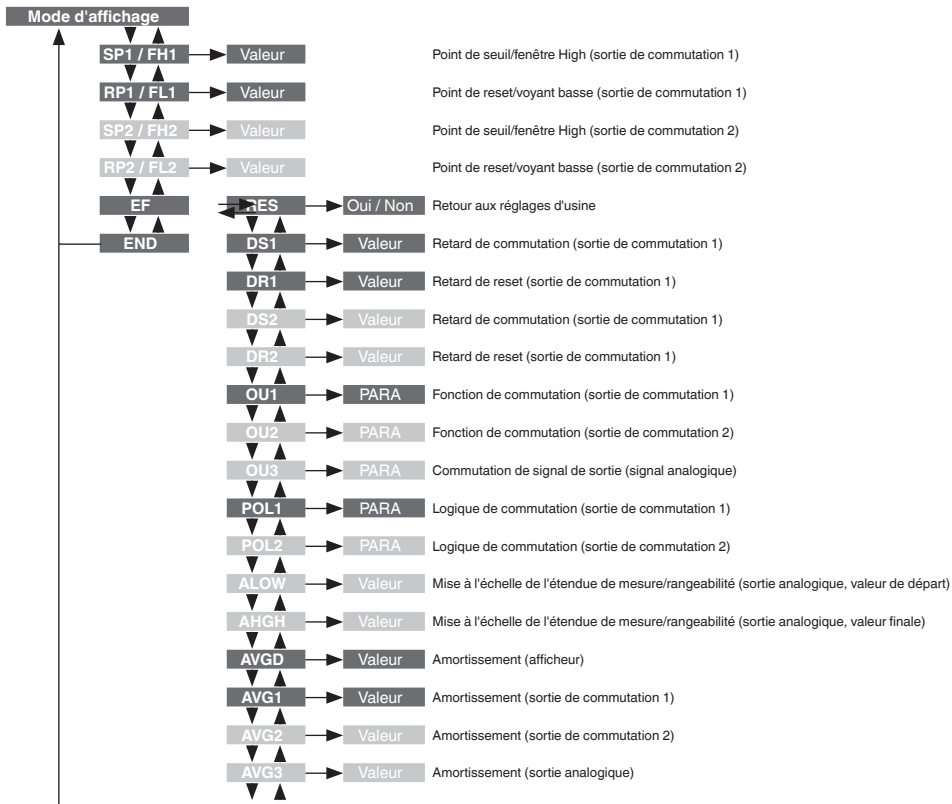 Mode d'affichage
SP1 / FH1 Valeur Point de seuil/fenêtre High (sortie de commutation 1)
RP1 / FL1 Valeur Point de reset/voyant basse (sortie de commutation 1)
SP2 / FH2 Valeur Point de seuil/fenêtre High (sortie de commutation 2)
RP2 / FL2 Valeur Point de reset/voyant basse (sortie de commutation 2)
EF RES Oui / Non Retour aux réglages d'usine
END DS1 Valeur Retard de commutation (sortie de commutation 1)
DR1 Valeur Retard de reset (sortie de commutation 1)
DS2 Valeur Retard de commutation (sortie de commutation 1)
DR2 Valeur Retard de reset (sortie de commutation 1)
OU1 PARA Fonction de commutation (sortie de commutation 1)
OU2 PARA Fonction de commutation (sortie de commutation 2)
OU3 PARA Commutation de signal de sortie (signal analogique)
POL1 PARA Logique de commutation (sortie de commutation 1)
POL2 PARA Logique de commutation (sortie de commutation 2)
ALOW Valeur Mise à l'échelle de l'étendue de mesure/rangeabilité (sortie analogique, valeur de départ)
AHGH Valeur Mise à l'échelle de l'étendue de mesure/rangeabilité (sortie analogique, valeur finale)
AVGD Valeur Amortissement (afficheur)
AVG1 Valeur Amortissement (sortie de commutation 1)
AVG2 Valeur Amortissement (sortie de commutation 2)
AVG3 Valeur Amortissement (sortie analogique)